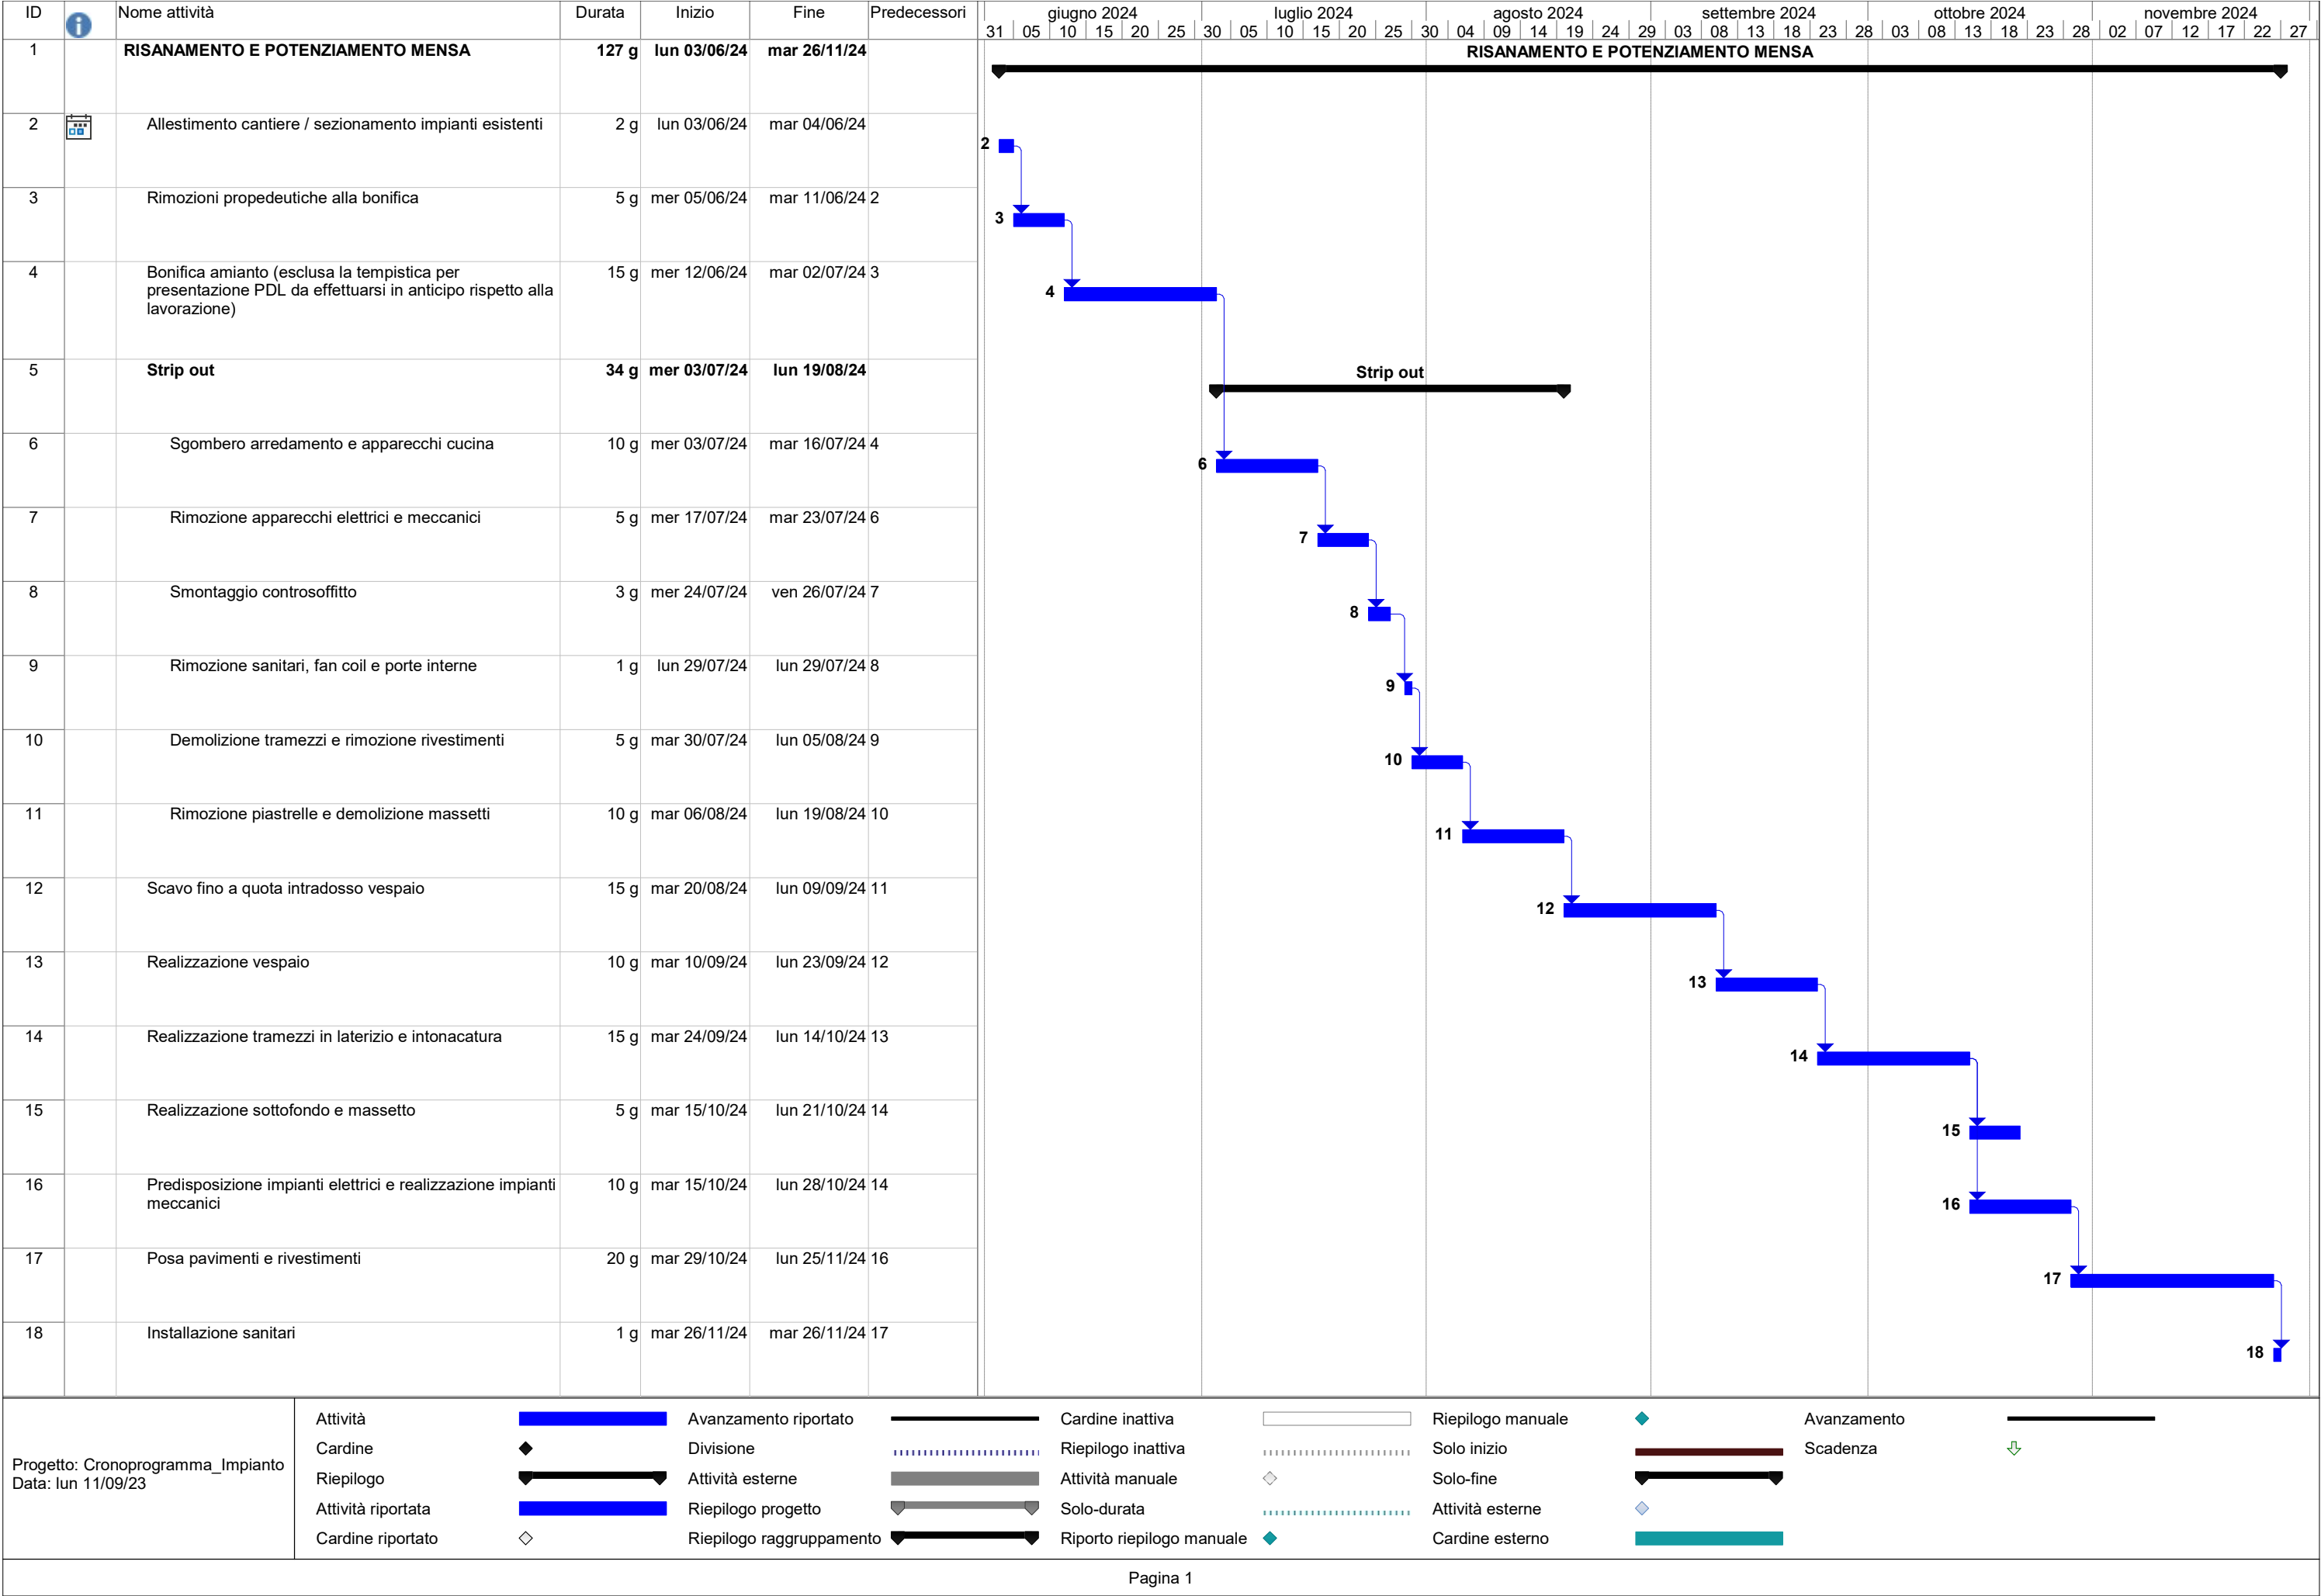 ID Nome attività Durata Inizio Fine Predecessori
giugno 2024 luglio 2024 agosto 2024 settembre 2024 ottobre 2024 novembre 2024
31 05 10 15 20 25 30 05 10 15 20 25 30 04 09 14 19 24 29 03 08 13 18 23 28 03 08 13 18 23 28 02 07 12 17 22 27
1 RISANAMENTO E POTENZIAMENTO MENSA 127 g lun 03/06/24 mar 26/11/24
RISANAMENTO E POTENZIAMENTO MENSA
2 Allestimento cantiere / sezionamento impianti esistenti 2 g lun 03/06/24 mar 04/06/24
2
3 Rimozioni propedeutiche alla bonifica 5 g mer 05/06/24 mar 11/06/24 2
3
4 Bonifica amianto (esclusa la tempistica per 15 g mer 12/06/24 mar 02/07/24 3
presentazione PDL da effettuarsi in anticipo rispetto alla
lavorazione)
4
5 Strip out 34 g mer 03/07/24 lun 19/08/24
Strip out
6 Sgombero arredamento e apparecchi cucina 10 g mer 03/07/24 mar 16/07/24 4
6
7 Rimozione apparecchi elettrici e meccanici 5 g mer 17/07/24 mar 23/07/24 6
7
8 Smontaggio controsoffitto 3 g mer 24/07/24 ven 26/07/24 7
8
9 Rimozione sanitari, fan coil e porte interne 1 g lun 29/07/24 lun 29/07/24 8
9
10 Demolizione tramezzi e rimozione rivestimenti 5 g mar 30/07/24 lun 05/08/24 9
10
11 Rimozione piastrelle e demolizione massetti 10 g mar 06/08/24 lun 19/08/24 10
11
12 Scavo fino a quota intradosso vespaio 15 g mar 20/08/24 lun 09/09/24 11
12
13 Realizzazione vespaio 10 g mar 10/09/24 lun 23/09/24 12
13
14 Realizzazione tramezzi in laterizio e intonacatura 15 g mar 24/09/24 lun 14/10/24 13
14
15 Realizzazione sottofondo e massetto 5 g mar 15/10/24 lun 21/10/24 14
15
16 Predisposizione impianti elettrici e realizzazione impianti 10 g mar 15/10/24 lun 28/10/24 14
meccanici
16
17 Posa pavimenti e rivestimenti 20 g mar 29/10/24 lun 25/11/24 16
17
18 Installazione sanitari 1 g mar 26/11/24 mar 26/11/24 17
18
Progetto: Cronoprogramma_Impianto
Data: lun 11/09/23
Attività Avanzamento riportato Cardine inattiva Riepilogo manuale Avanzamento
Cardine Divisione Riepilogo inattiva Solo inizio Scadenza
Riepilogo Attività esterne Attività manuale Solo-fine
Attività riportata Riepilogo progetto Solo-durata Attività esterne
Cardine riportato Riepilogo raggruppamento Riporto riepilogo manuale Cardine esterno
Pagina 1